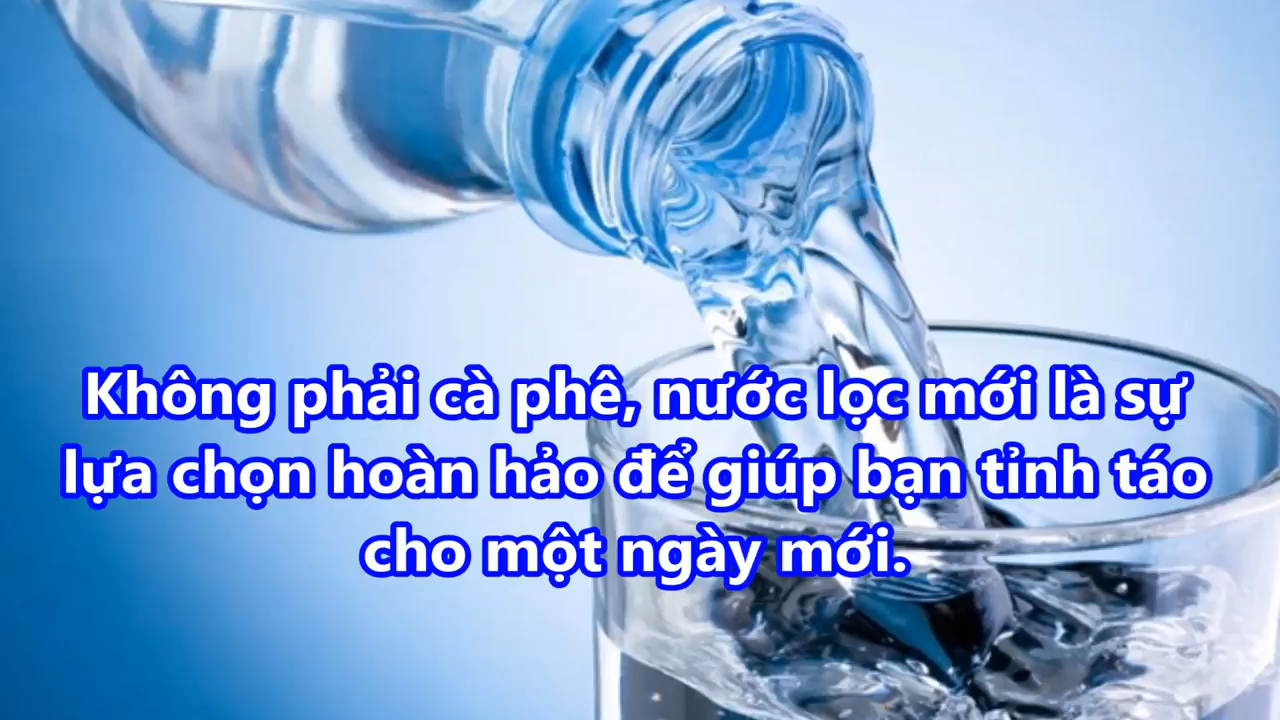 Không phải cà phê, nước lọc mới là sự
lựa chọn hoàn hảo để giúp bạn tỉnh táo
cho một ngày mới.